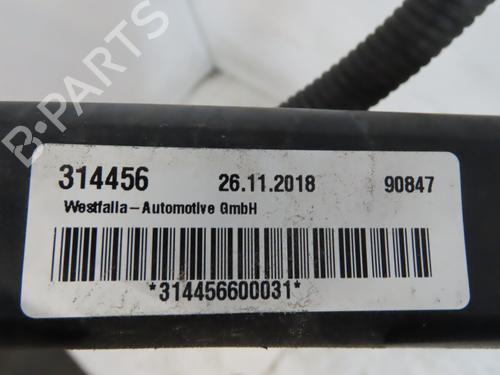 B-PARTS
314456 26.11.2018 90847
Westfalia-Automotive GmbH
*314456600031*